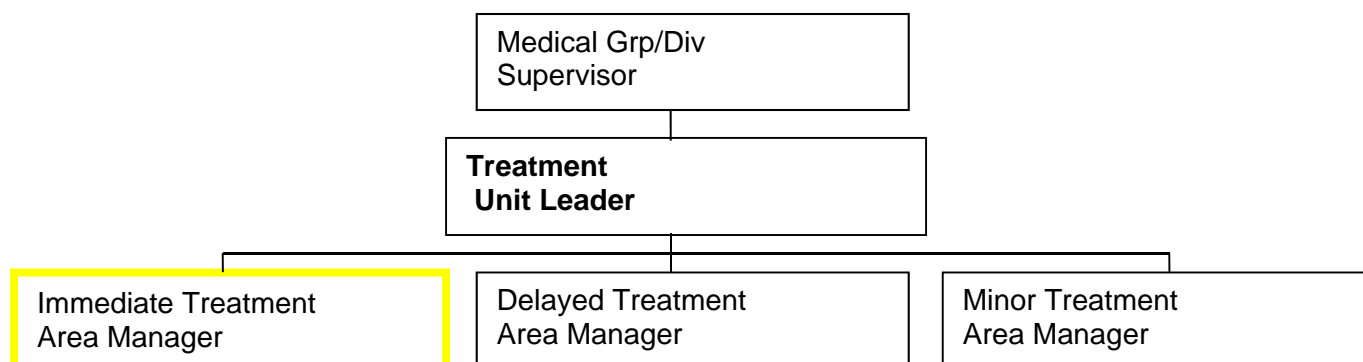 Medical Grp/Div
Supervisor
Treatment
Unit Leader
Immediate Treatment
Area Manager
Delayed Treatment
Area Manager
Minor Treatment
Area Manager